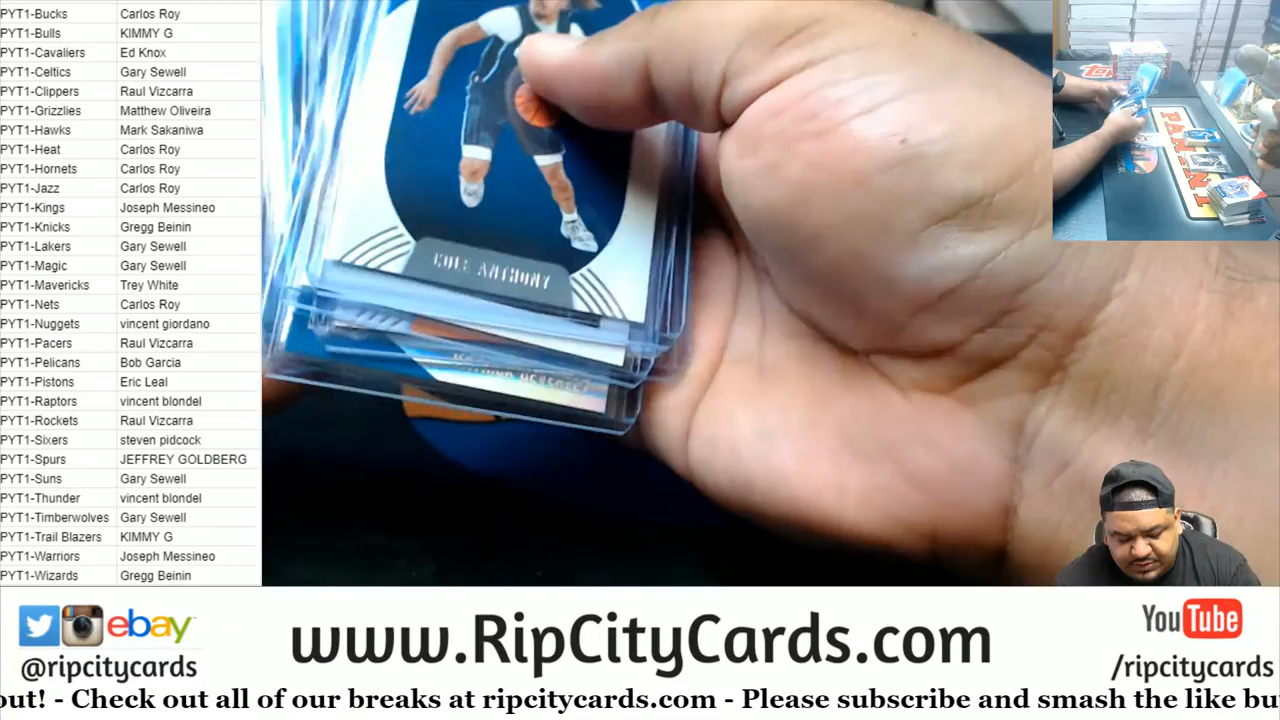 PYT1-Bucks Carlos Roy
PYT1-Bulls KIMMY G
PYT1-Cavaliers Ed Knox
PYT1-Celtics Gary Sewell
PYT1-Clippers Raul Vizcarra
PYT1-Grizzlies Matthew Oliveira
PYT1-Hawks Mark Sakaniwa
PYT1-Heat Carlos Roy
PYT1-Hornets Carlos Roy
PYT1-Jazz Carlos Roy
PYT1-Kings Joseph Messineo
PYT1-Knicks Gregg Beinin
PYT1-Lakers Gary Sewell
PYT1-Magic Gary Sewell
PYT1-Mavericks Trey White
PYT1-Nets Carlos Roy
PYT1-Nuggets vincent giordano
PYT1-Pacers Raul Vizcarra
PYT1-Pelicans Bob Garcia
PYT1-Pistons Eric Leal
PYT1-Raptors vincent blondel
PYT1-Rockets Raul Vizcarra
PYT1-Sixers steven pidcock
PYT1-Spurs JEFFREY GOLDBERG
PYT1-Suns Gary Sewell
PYT1-Thunder vincent blondel
PYT1-Timberwolves Gary Sewell
PYT1-Trail Blazers KIMMY G
PYT1-Warriors Joseph Messineo
PYT1-Wizards Gregg Beinin
COLE ANTHONY
PANINI
ebay
@ripcitycards
www.RipCityCards.com
YouTube
/ripcitycards
out! - Check out all of our breaks at ripcitycards.com - Please subscribe and smash the like bu